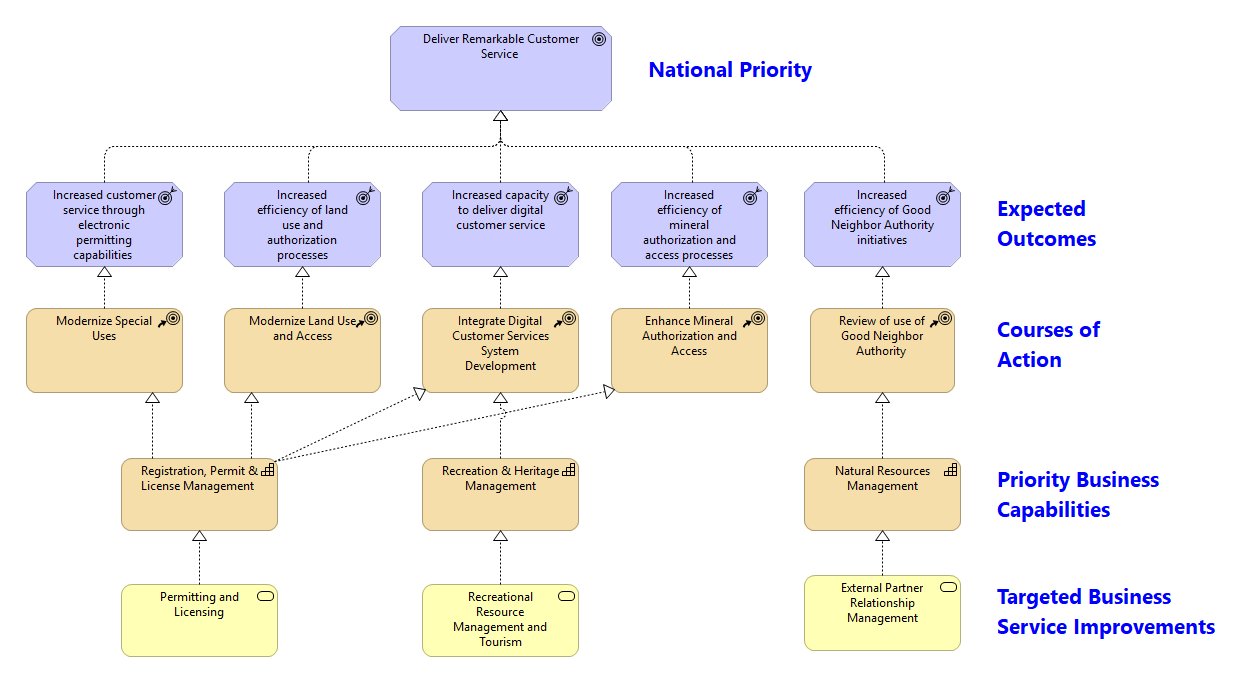 Deliver Remarkable Customer
Service
National Priority
Increased customer
service through
electronic
permitting
capabilities
Increased
efficiency of land
use and
authorization
processes
Increased capacity
to deliver digital
customer service
Increased
efficiency of
mineral
authorization and
access processes
Increased
efficiency of Good
Neighbor Authority
initiatives
Expected
Outcomes
Modernize Special
Uses
Modernize Land Use
and Access
Integrate Digital
Customer Services
System
Development
Enhance Mineral
Authorization and
Access
Review of use of
Good Neighbor
Authority
Courses of
Action
Registration, Permit &
License Management
Recreation & Heritage
Management
Natural Resources
Management
Priority Business
Capabilities
Permitting and
Licensing
Recreational
Resource
Management and
Tourism
External Partner
Relationship
Management
Targeted Business
Service Improvements